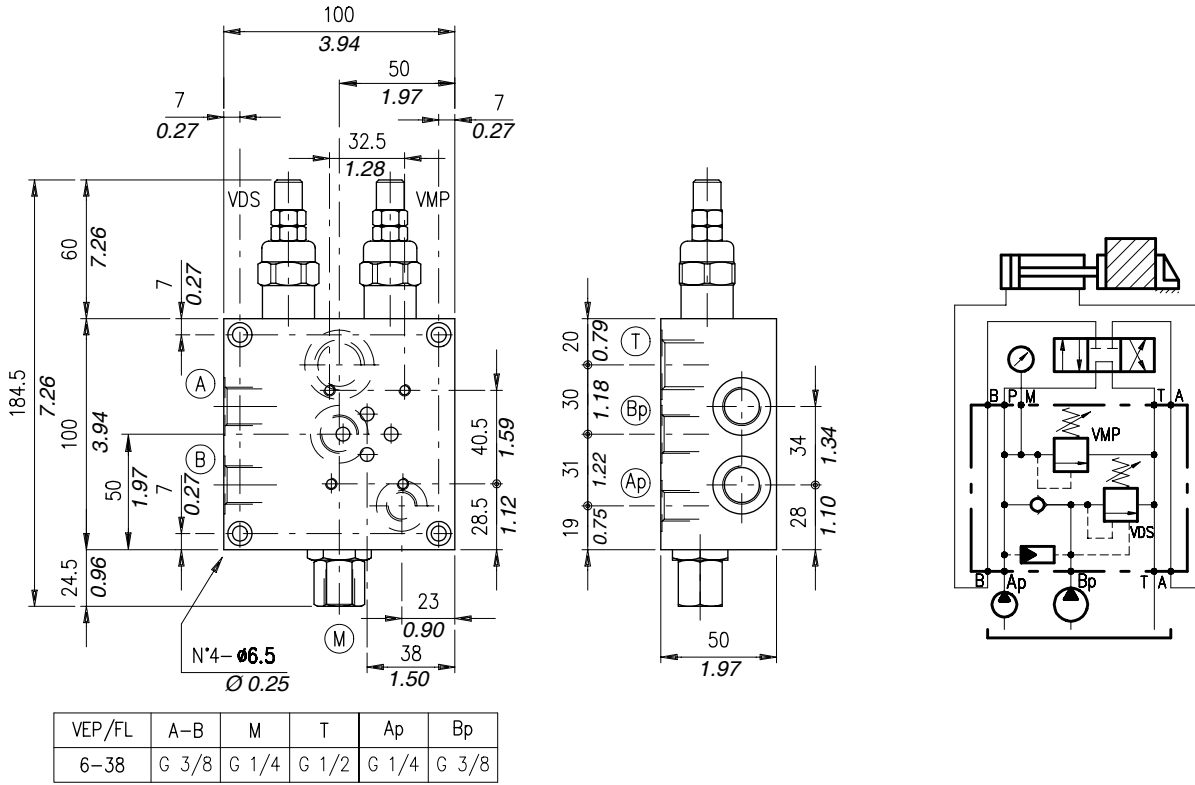 100
3.94
50
1.97
7
0.27
7
0.27
32.5
1.28
VDS
VMP
60
7.26
7
0.27
184.5
7.26
100
3.94
A
B
50
1.97
7
0.27
40.5
1.59
28.5
1.12
24.5
0.96
23
0.90
38
1.50
M
N°4-ø6.5
Ø 0.25
20
0.79
30
1.18
31
1.22
19
0.75
T
Bp
Ap
34
1.34
28
1.10
50
1.97
B P M T A
VMP
VDS
B Ap Bp T A
VEP/FL A-B M T Ap Bp
6-38 G 3/8 G 1/4 G 1/2 G 1/4 G 3/8